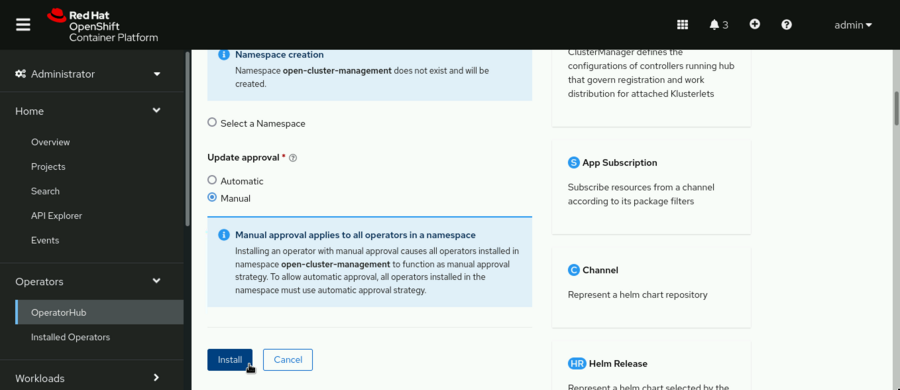 Red Hat
OpenShift
Container Platform
3
admin
Administrator
Home
Overview
Projects
Search
API Explorer
Events
Operators
OperatorHub
Installed Operators
Workloads
Namespace creation
Namespace open-cluster-management does not exist and will be
created.
Select a Namespace
Update approval *
Automatic
Manual
Manual approval applies to all operators in a namespace
Installing an operator with manual approval causes all operators installed in
namespace open-cluster-management to function as manual approval
strategy. To allow automatic approval, all operators installed in the
namespace must use automatic approval strategy.
Install
Cancel
ClusterManager defines the
configurations of controllers running hub
that govern registration and work
distribution for attached Klusterlets
S App Subscription
Subscribe resources from a channel
according to its package filters
C Channel
Represent a helm chart repository
HR Helm Release
Represent a helm chart selected by the